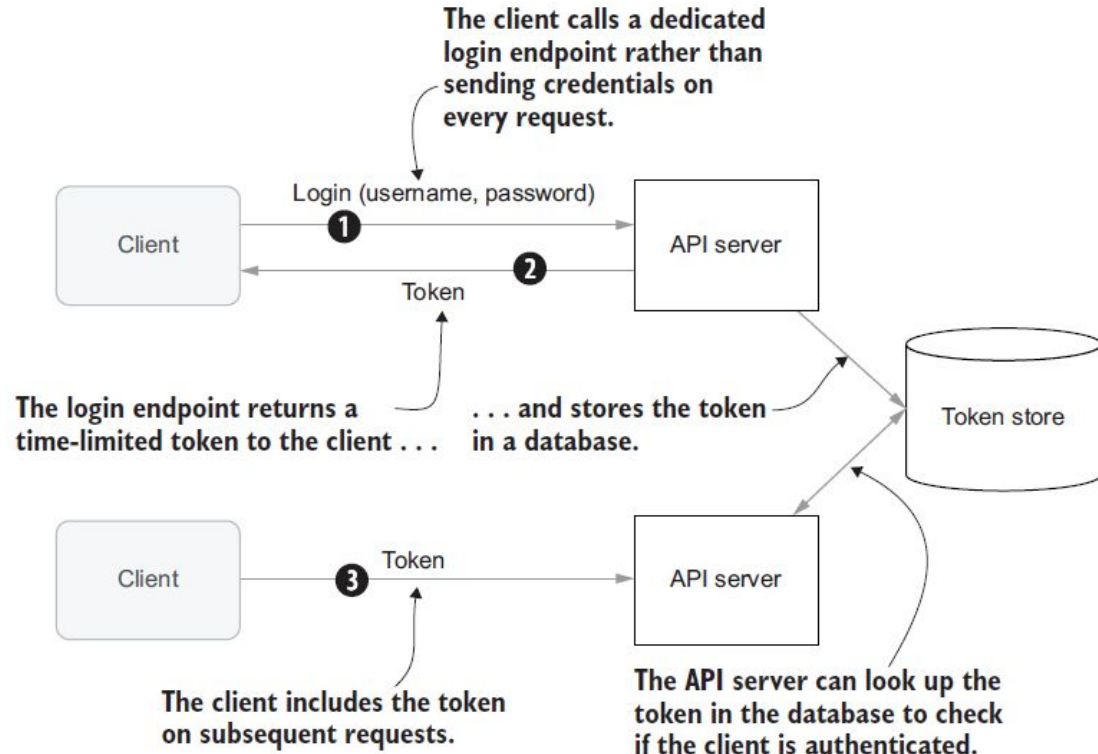 The client calls a dedicated
login endpoint rather than
sending credentials on
every request.
Login (username, password)
1
Client
API server
2
Token
The login endpoint returns a
time-limited token to the client . . .
. . . and stores the token
in a database.
Token store
Client
Token
3
API server
The client includes the token
on subsequent requests.
The API server can look up the
token in the database to check
if the client is authenticated.